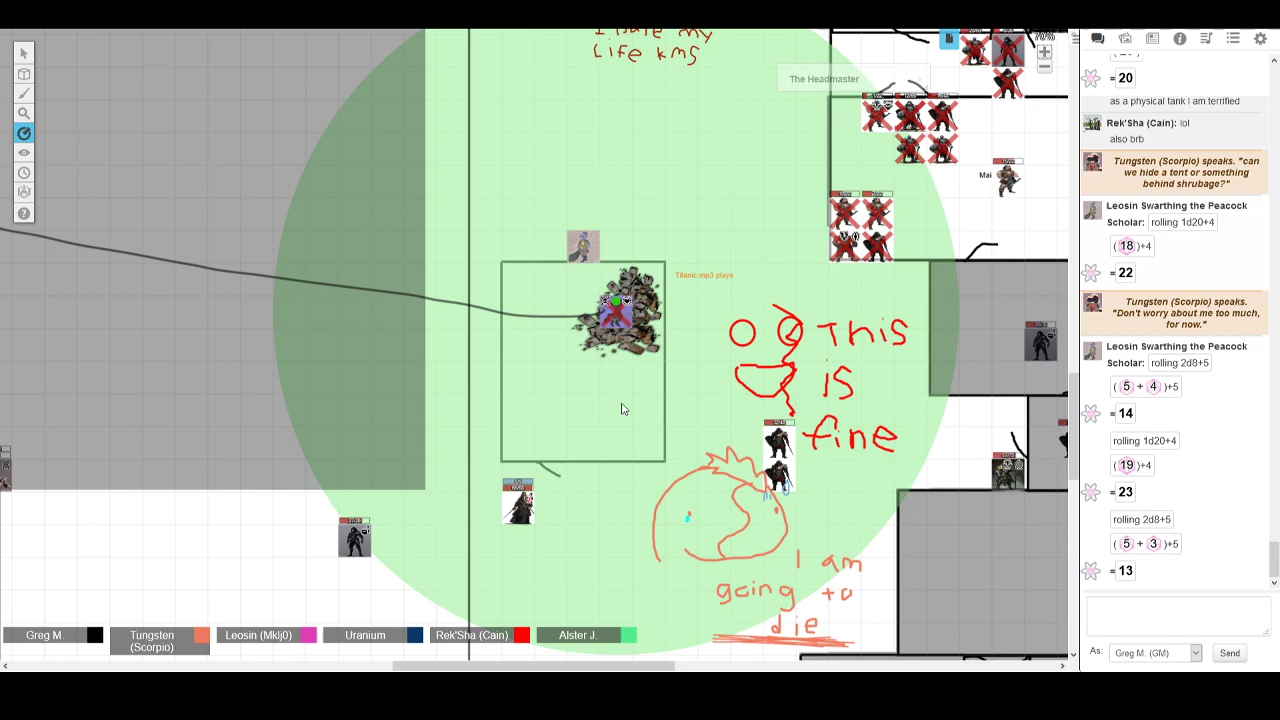 I hate my
Life kms
70%
The Headmaster
= 20
as a physical tank I am terrified
Rek'Sha (Cain): lol
also brb
Tungsten (Scorpio) speaks. "can
we hide a tent or something
behind shrubage?"
Mai
Leosin Swarthing the Peacock
Scholar: rolling 1d20+4
(18)+4
= 22
Titanic.mp3 plays
Tungsten (Scorpio) speaks.
"Don't worry about me too much,
for now."
Leosin Swarthing the Peacock
Scholar: rolling 2d8+5
(5 + 4)+5
= 14
rolling 1d20+4
(19)+4
= 23
rolling 2d8+5
(5 + 3)+5
= 13
This
is
fine
I am
going to
die
Greg M.
Tungsten
(Scorpio)
Leosin (Mklj0)
Uranium
Rek'Sha (Cain)
Alster J.
As: Greg M. (GM) Send